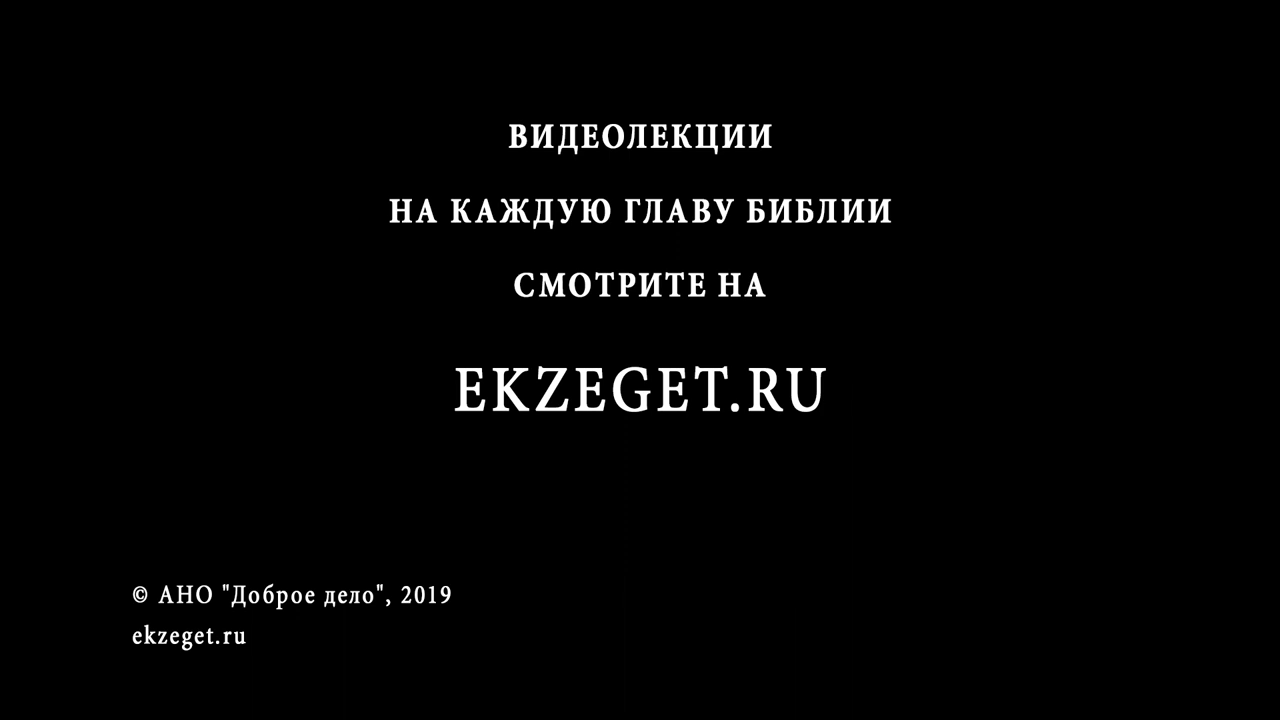 ВИДЕОЛЕКЦИИ
НА КАЖДУЮ ГЛАВУ БИБЛИИ
СМОТРИТЕ НА
EKZEGET.RU
© АНО "Доброе дело", 2019
ekzeget.ru